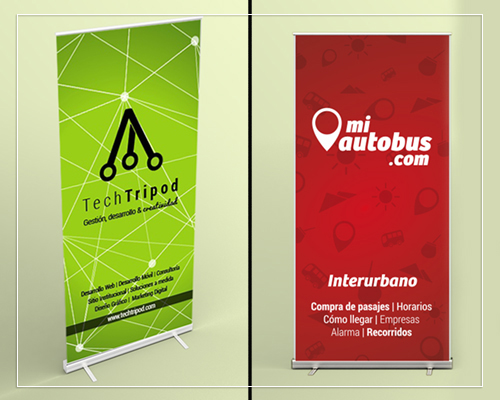 TechTripod
Gestión, desarrollo & creatividad
Desarrollo Web | Desarrollo Móvil | Consultoría
Sitio Institucional | Soluciones a medida
Diseño Gráfico | Marketing Digital
www.techtripod.com
mi
autobus
.com
Interurbano
Compra de pasajes | Horarios
Cómo llegar | Empresas
Alarma | Recorridos